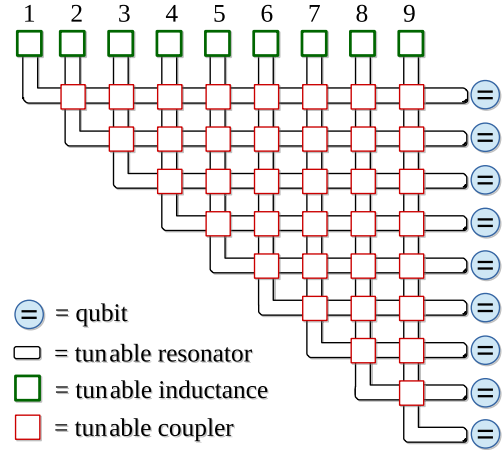 1 2 3 4 5 6 7 8 9
= qubit
= tunable resonator
= tunable inductance
= tunable coupler